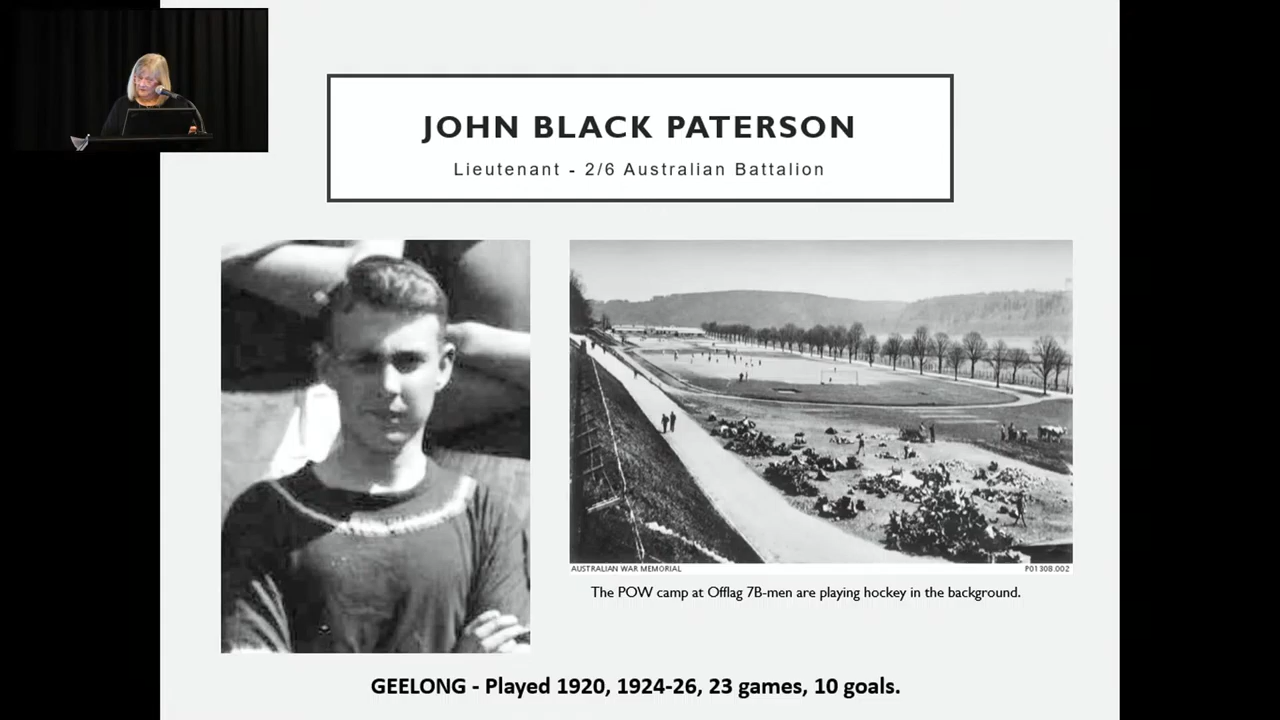 JOHN BLACK PATERSON
Lieutenant - 2/6 Australian Battalion
AUSTRALIAN WAR MEMORIAL
P01308.002
The POW camp at Offlag 7B-men are playing hockey in the background.
GEELONG - Played 1920, 1924-26, 23 games, 10 goals.